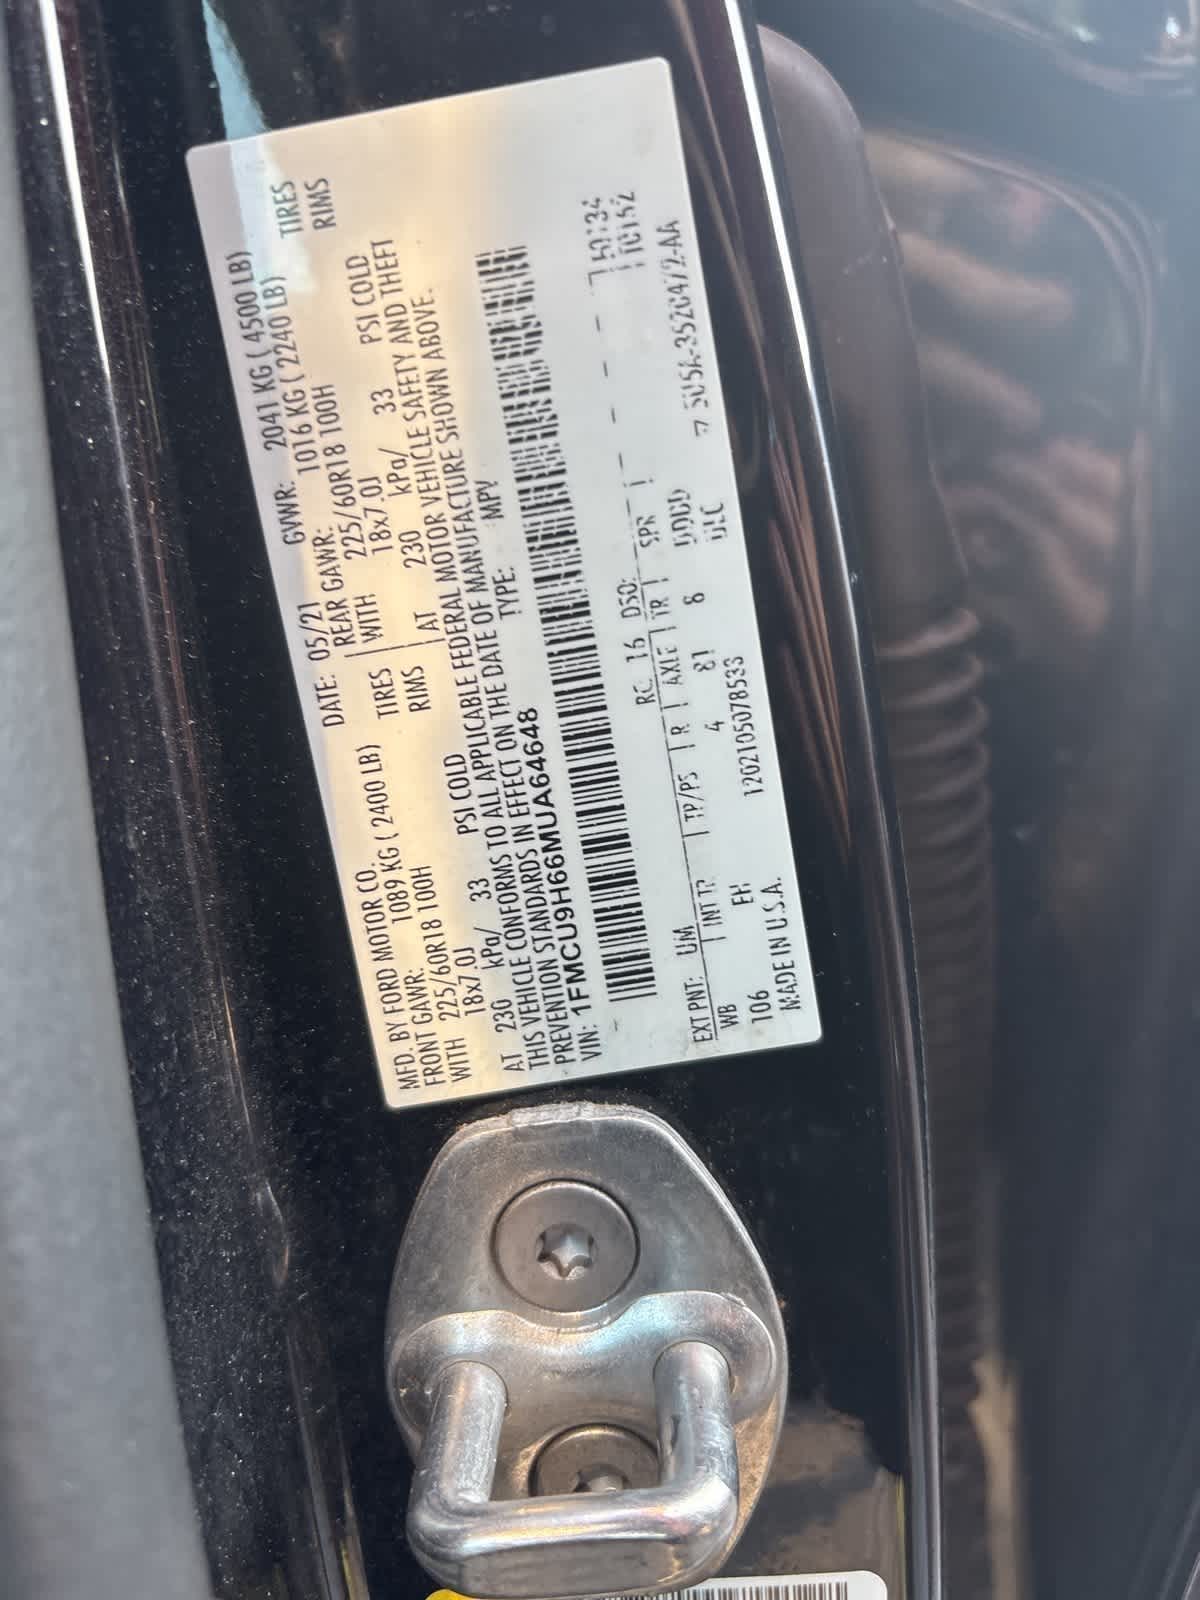 MFD. BY FORD MOTOR CO. DATE: 05/21 GVWR: 2041 KG ( 4500 LB)
FRONT GAWR: 1089 KG ( 2400 LB) REAR GAWR: 1016 KG ( 2240 LB)
WITH 225/60R18 100H TIRES WITH 225/60R18 100H TIRES
18x7.0J RIMS 18x7.0J RIMS
AT 230 kPa/ 33 PSI COLD AT 230 kPa/ 33 PSI COLD
THIS VEHICLE CONFORMS TO ALL APPLICABLE FEDERAL MOTOR VEHICLE SAFETY AND THEFT
PREVENTION STANDARDS IN EFFECT ON THE DATE OF MANUFACTURE SHOWN ABOVE.
VIN: 1FMCU9H66MUA64648 TYPE: MPV
EXT PNT: UM RC: 16 DSO:
WB INT TR TP/PS R AXLE TR SPR
106 EH 4 81 8
MADE IN U.S.A. 1202105078533